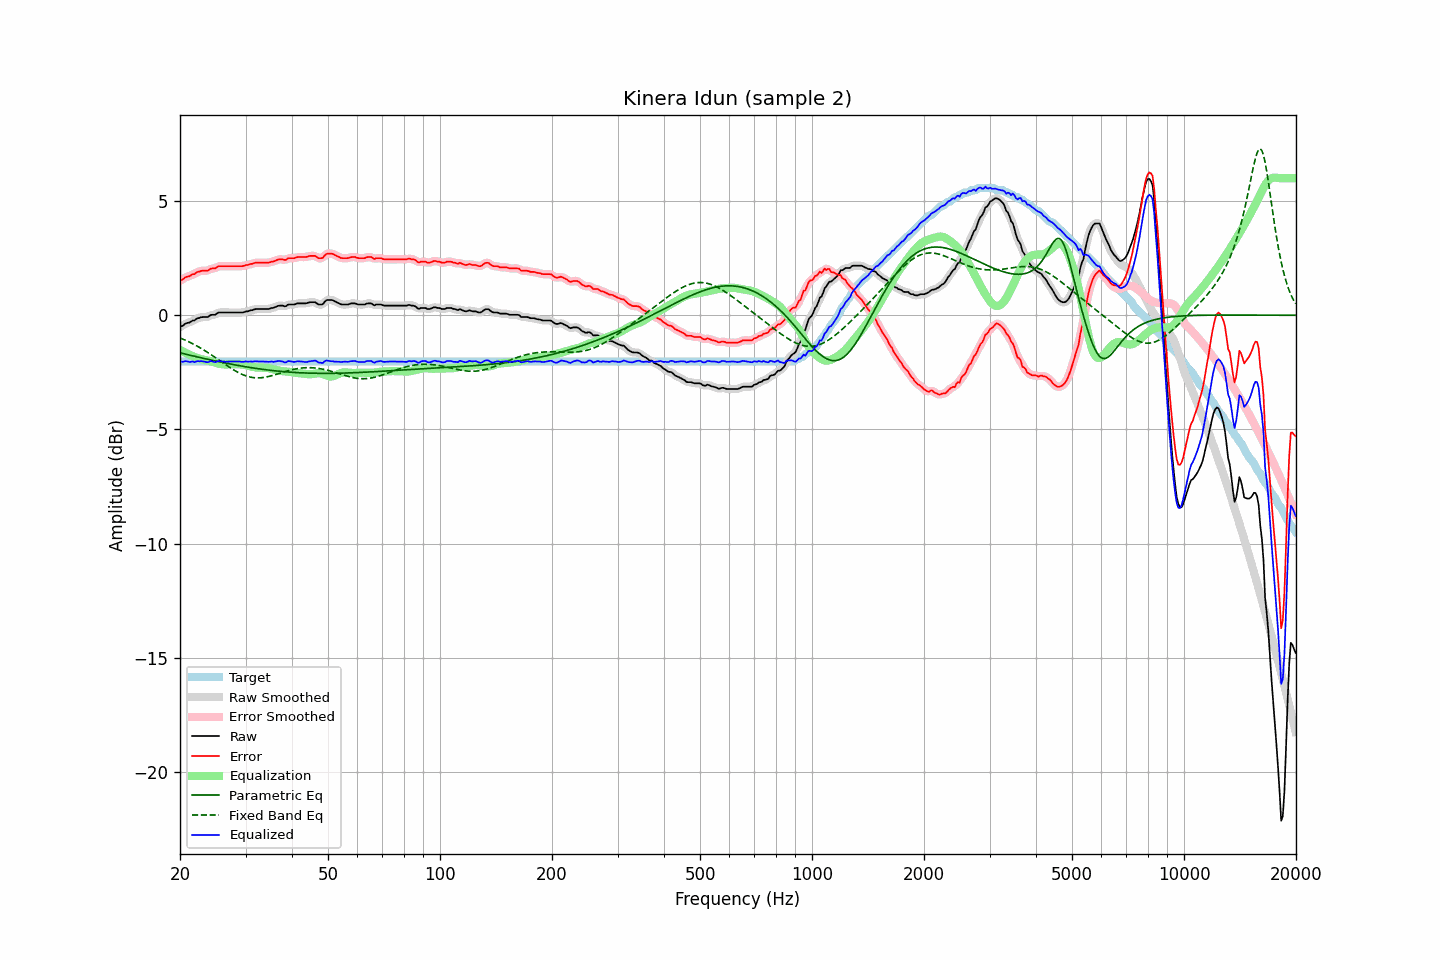 Kinera Idun (sample 2)
Amplitude (dBr)
5
0
−5
−10
−15
−20
Target
Raw Smoothed
Error Smoothed
Raw
Error
Equalization
Parametric Eq
Fixed Band Eq
Equalized
20
50
100
200
500
1000
2000
5000
10000
20000
Frequency (Hz)